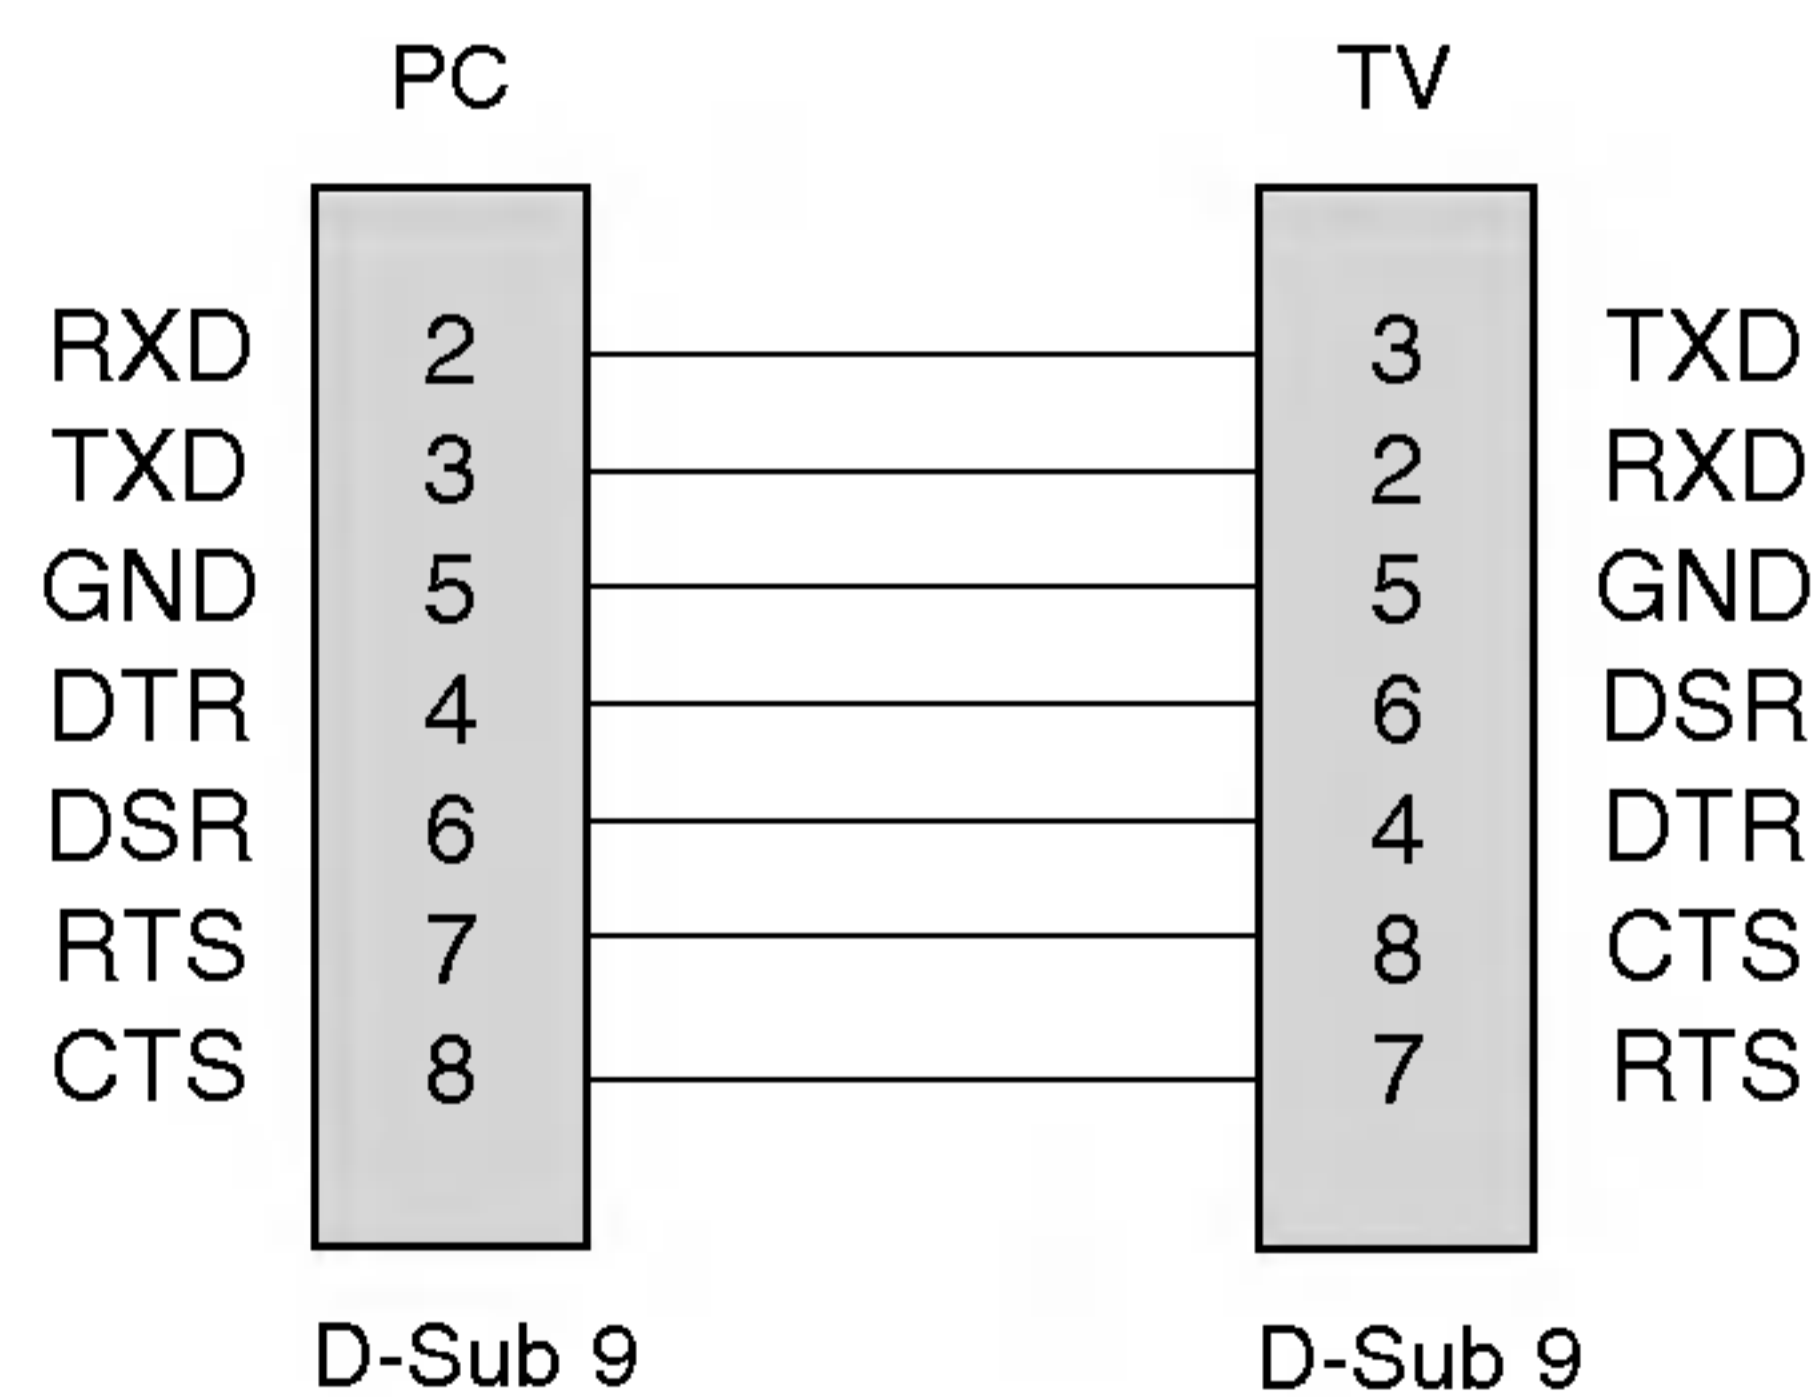 PC TV
RXD 2 3 TXD
TXD 3 2 RXD
GND 5 5 GND
DTR 4 6 DSR
DSR 6 4 DTR
RTS 7 8 CTS
CTS 8 7 RTS
D-Sub 9 D-Sub 9